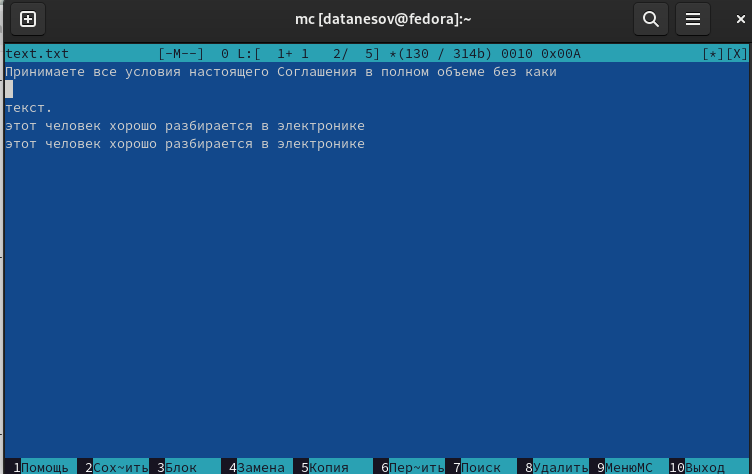 mc [datanesov@fedora]:~
text.txt [-M--] 0 L:[ 1+ 1 2/ 5] *(130 / 314b) 0010 0x00A [*][X]
Принимаете все условия настоящего Соглашения в полном объеме без каки
текст.
этот человек хорошо разбирается в электронике
этот человек хорошо разбирается в электронике
1Помощь 2Сох~ить 3Блок 4Замена 5Копия 6Пер~ить 7Поиск 8Удалить 9МенюMC 10Выход